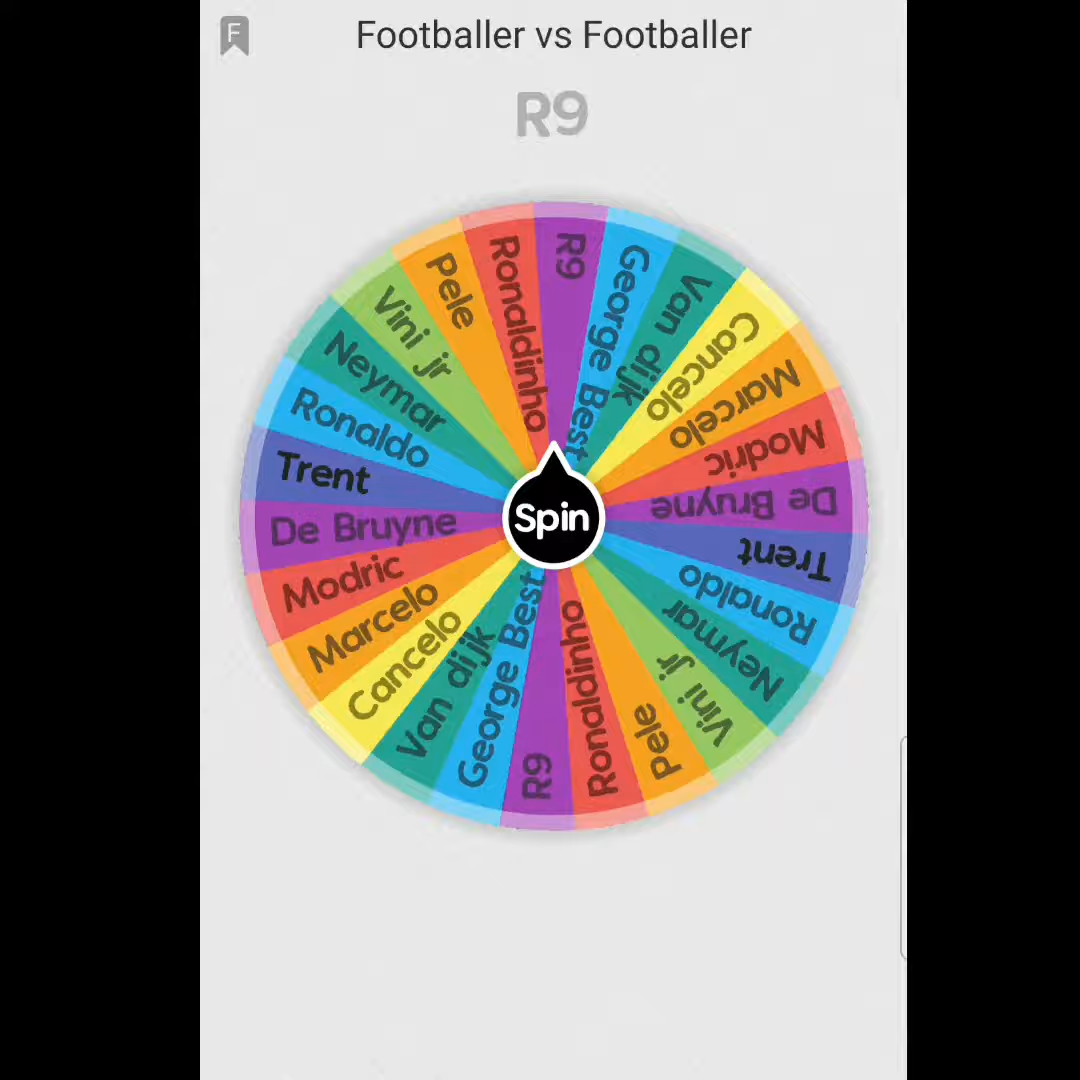 F
Footballer vs Footballer
R9
R9
George Best
Van dijk
Cancelo
Marcelo
Modric
De Bruyne
Trent
Ronaldo
Neymar
Vini jr
Pele
Ronaldinho
R9
George Best
Van dijk
Cancelo
Marcelo
Modric
De Bruyne
Trent
Ronaldo
Neymar
Vini jr
Pele
Ronaldinho
Spin